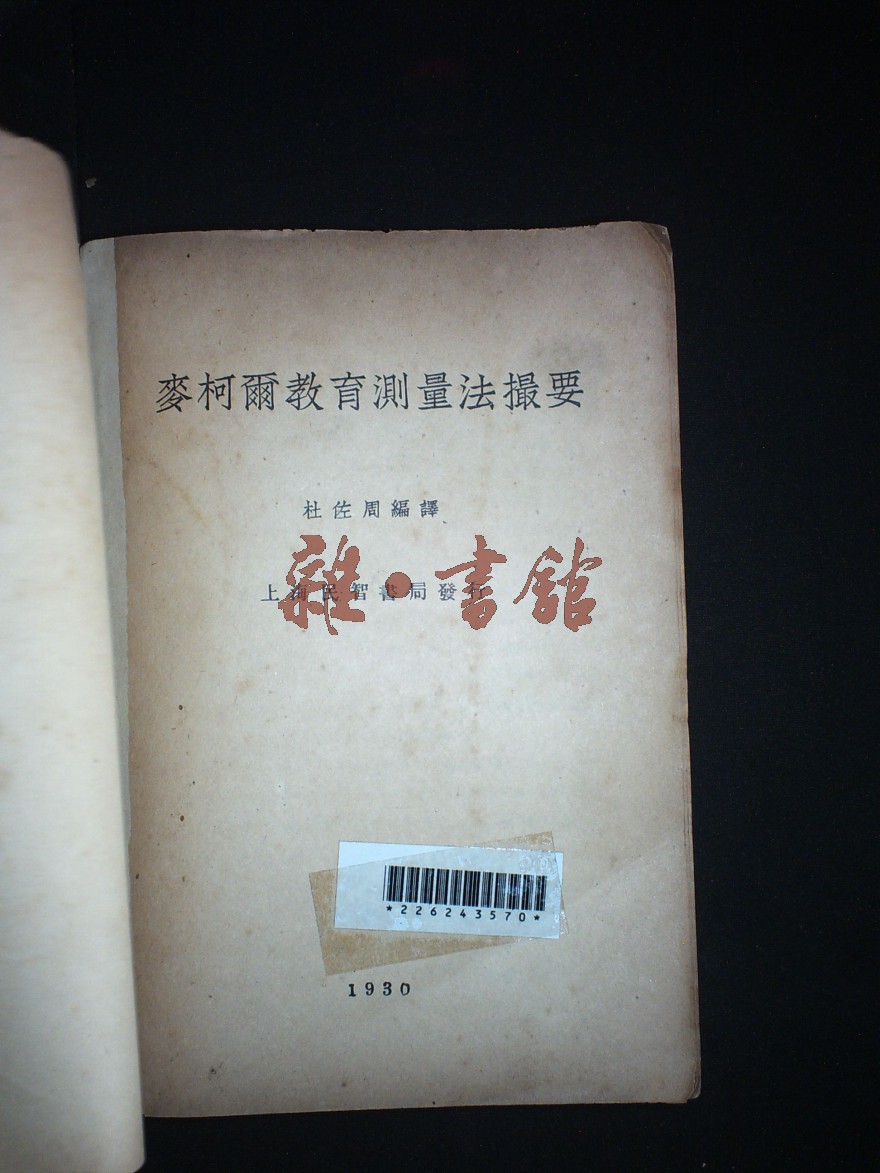 麥柯爾教育測量法撮要
杜佐周編譯
上海民智書局發行
雜·書館
*226243570*
1930